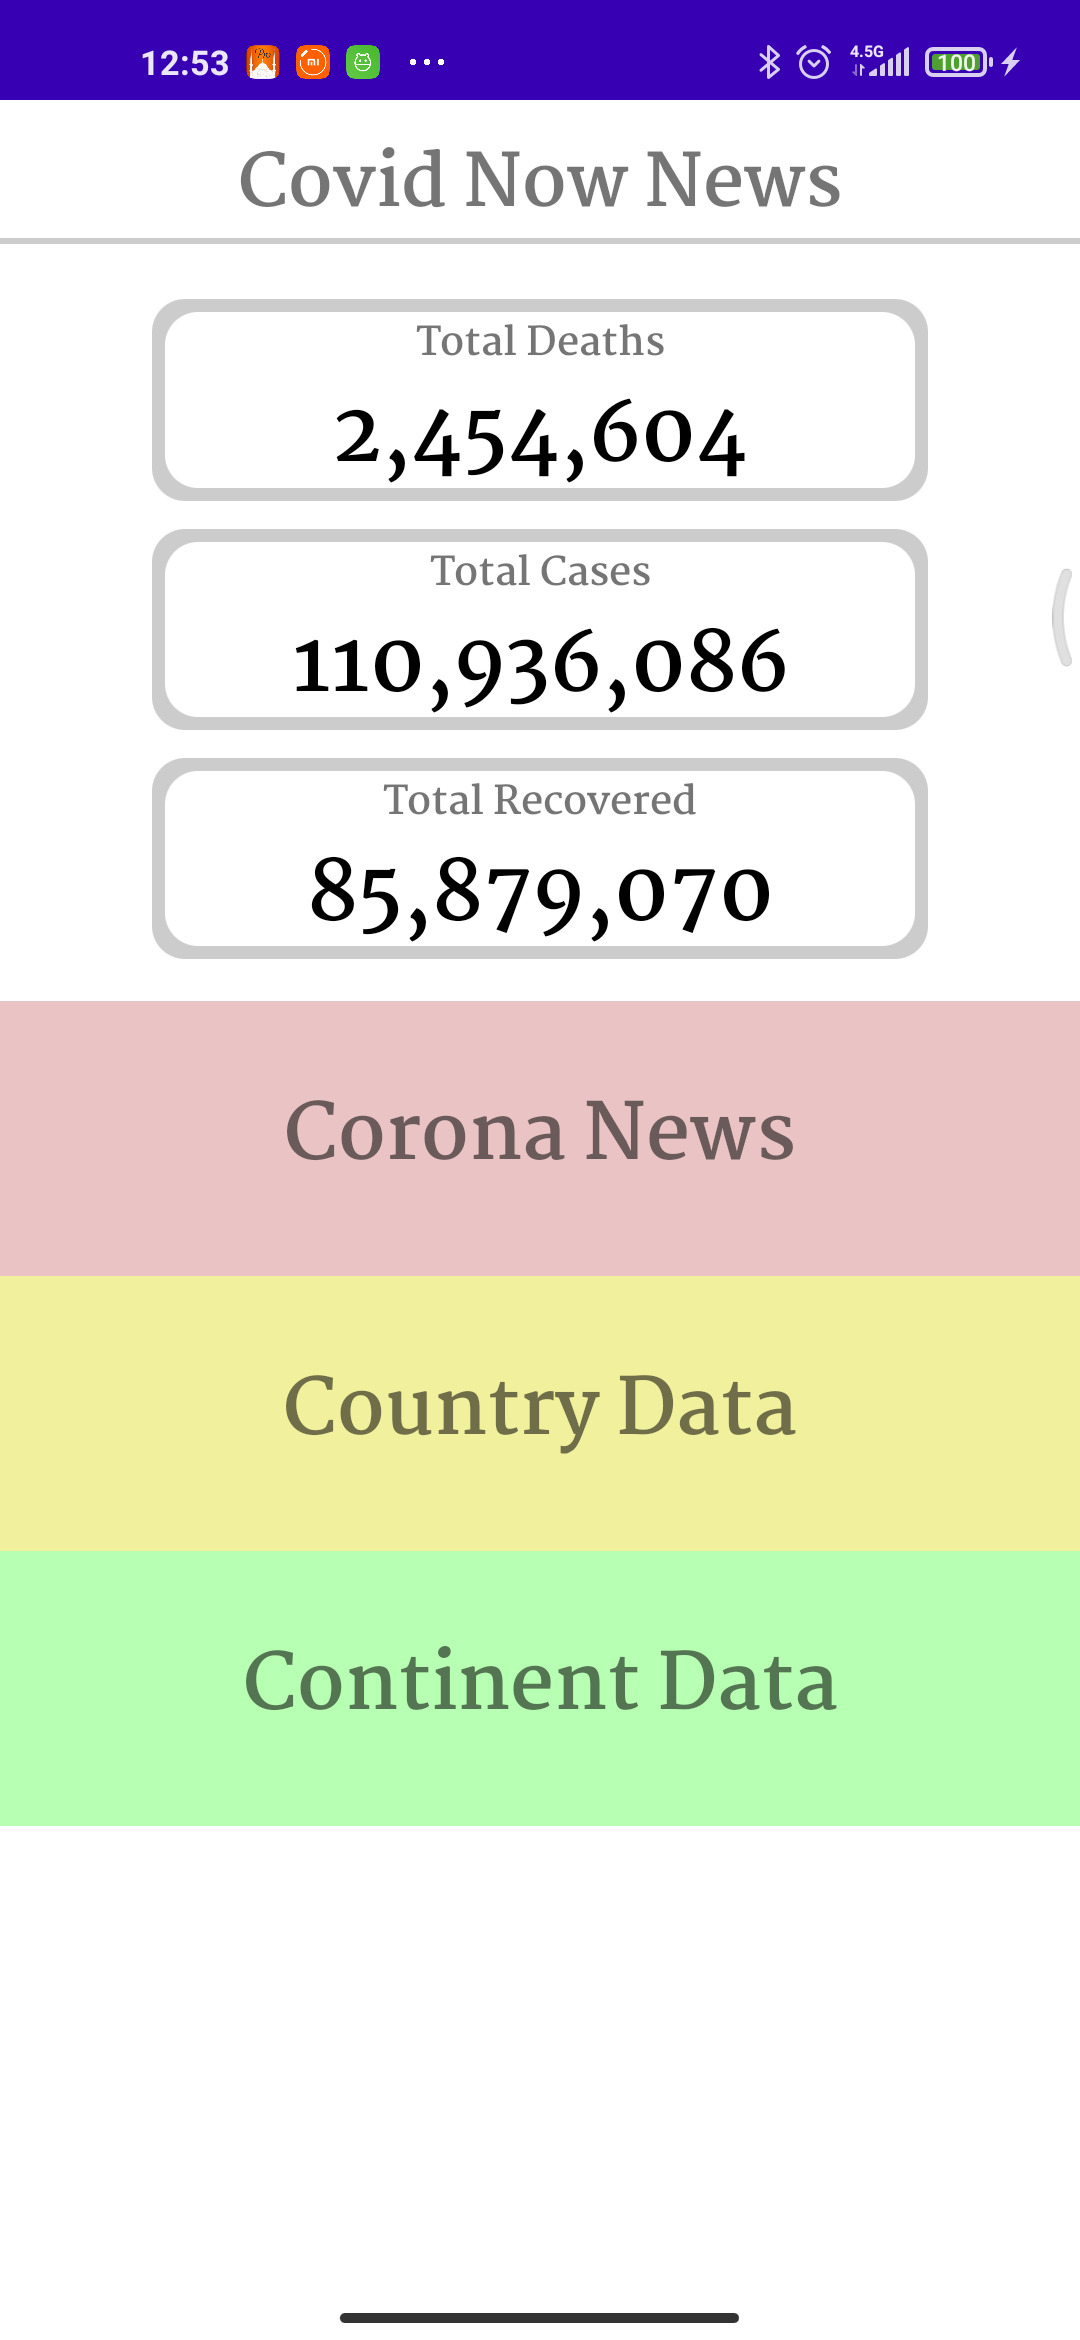 12:53 4.5G 100
Covid Now News
Total Deaths
2,454,604
Total Cases
110,936,086
Total Recovered
85,879,070
Corona News
Country Data
Continent Data